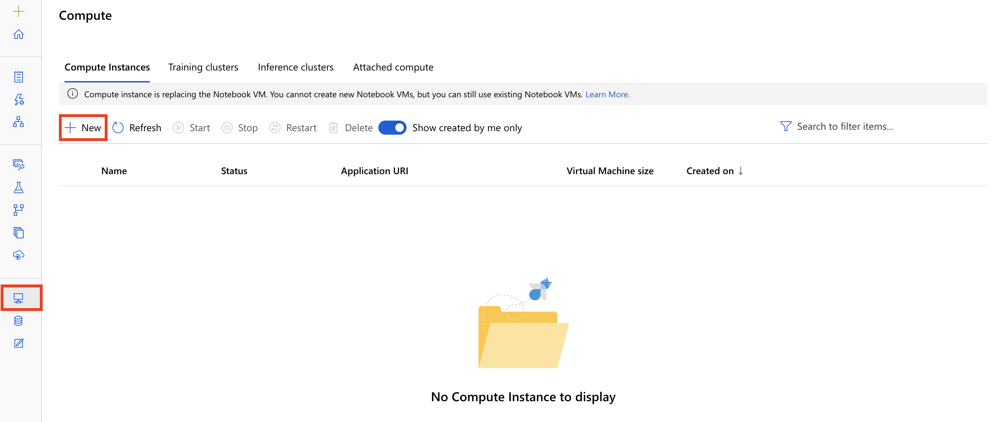 Compute
Compute Instances Training clusters Inference clusters Attached compute
Compute instance is replacing the Notebook VM. You cannot create new Notebook VMs, but you can still use existing Notebook VMs. Learn More.
New Refresh Start Stop Restart Delete Show created by me only Search to filter items...
Name Status Application URI Virtual Machine size Created on ↓
No Compute Instance to display